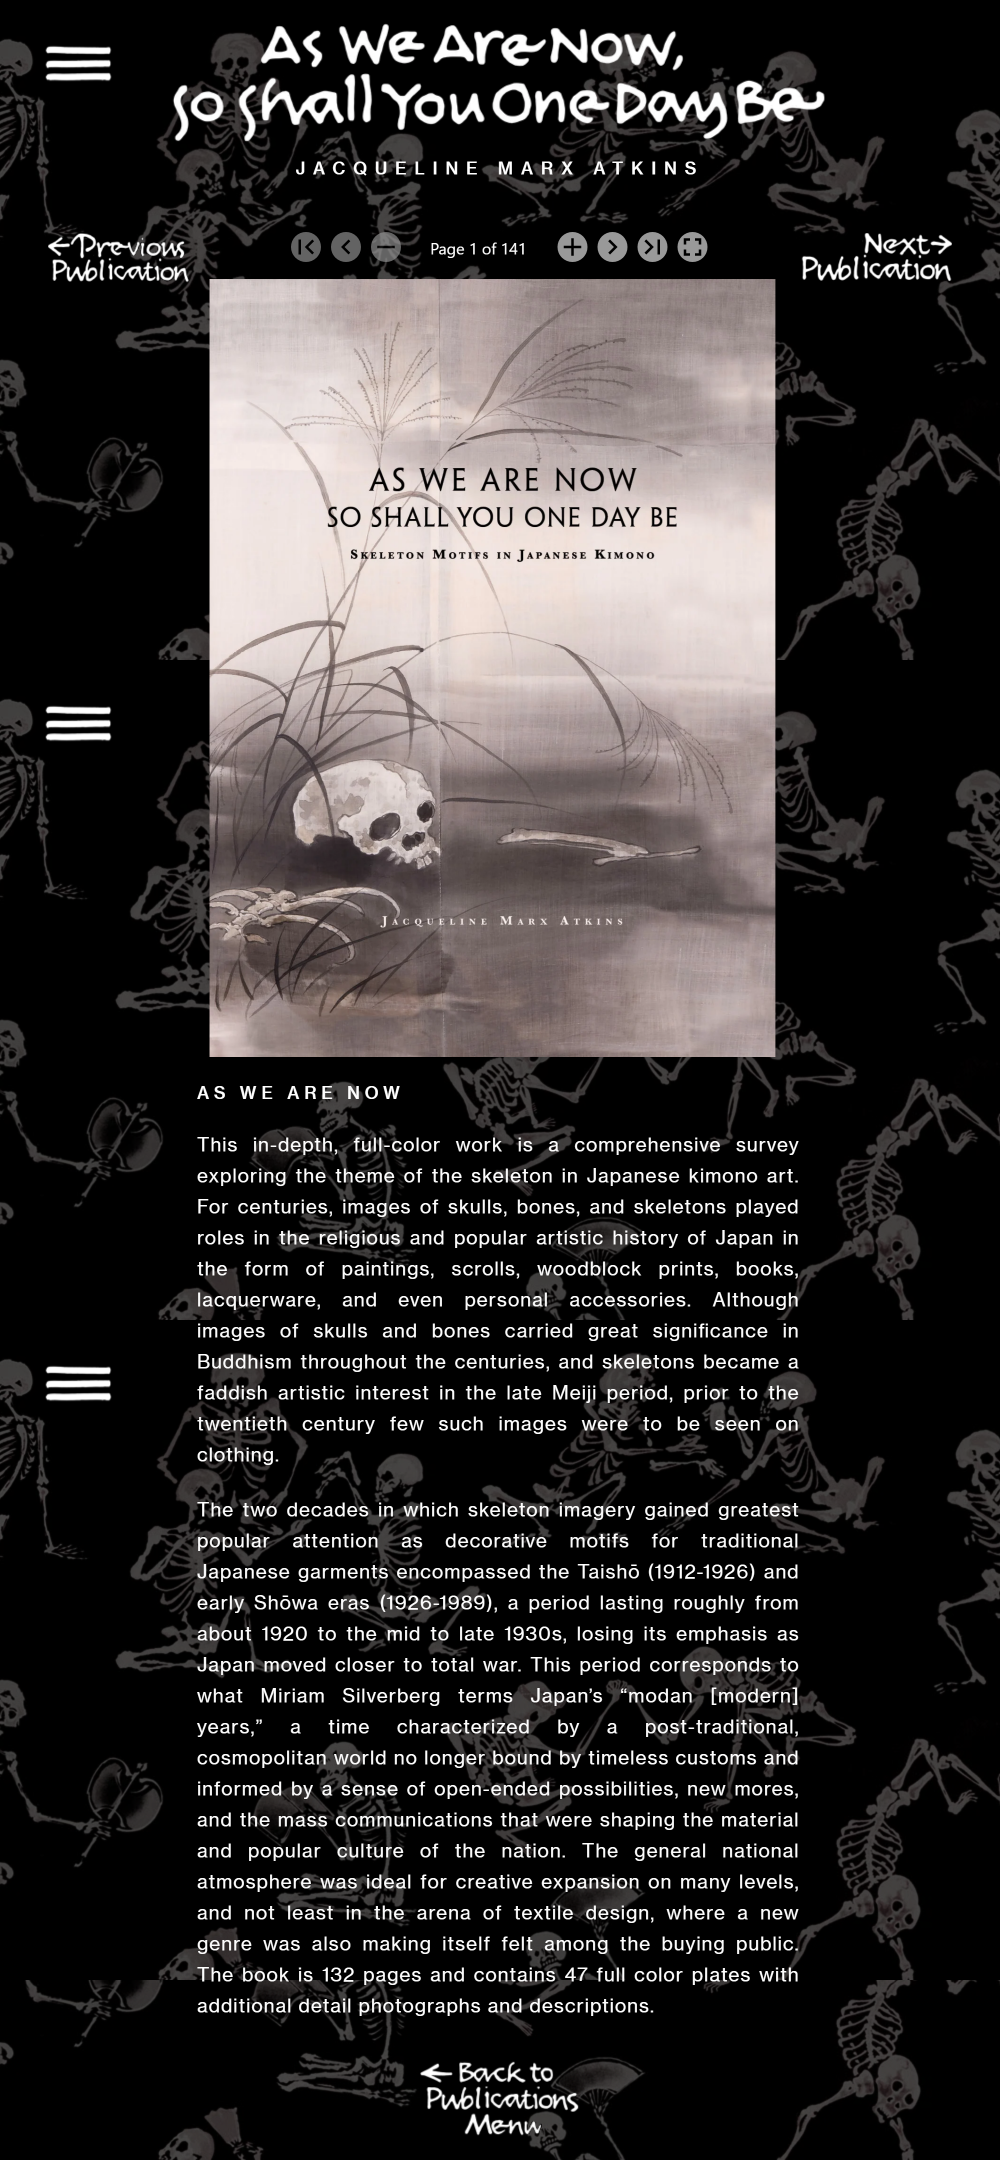 As We Are Now,
So Shall You One Day Be
JACQUELINE MARX ATKINS
←Previous
Publication
Page 1 of 141
Next→
Publication
AS WE ARE NOW
SO SHALL YOU ONE DAY BE
Skeleton Motifs in Japanese Kimono
Jacqueline Marx Atkins
AS WE ARE NOW
This in-depth, full-color work is a comprehensive survey
exploring the theme of the skeleton in Japanese kimono art.
For centuries, images of skulls, bones, and skeletons played
roles in the religious and popular artistic history of Japan in
the form of paintings, scrolls, woodblock prints, books,
lacquerware, and even personal accessories. Although
images of skulls and bones carried great significance in
Buddhism throughout the centuries, and skeletons became a
faddish artistic interest in the late Meiji period, prior to the
twentieth century few such images were to be seen on
clothing.
The two decades in which skeleton imagery gained greatest
popular attention as decorative motifs for traditional
Japanese garments encompassed the Taishō (1912-1926) and
early Shōwa eras (1926-1989), a period lasting roughly from
about 1920 to the mid to late 1930s, losing its emphasis as
Japan moved closer to total war. This period corresponds to
what Miriam Silverberg terms Japan’s “modan [modern]
years,” a time characterized by a post-traditional,
cosmopolitan world no longer bound by timeless customs and
informed by a sense of open-ended possibilities, new mores,
and the mass communications that were shaping the material
and popular culture of the nation. The general national
atmosphere was ideal for creative expansion on many levels,
and not least in the arena of textile design, where a new
genre was also making itself felt among the buying public.
The book is 132 pages and contains 47 full color plates with
additional detail photographs and descriptions.
←Back to
Publications
Menu